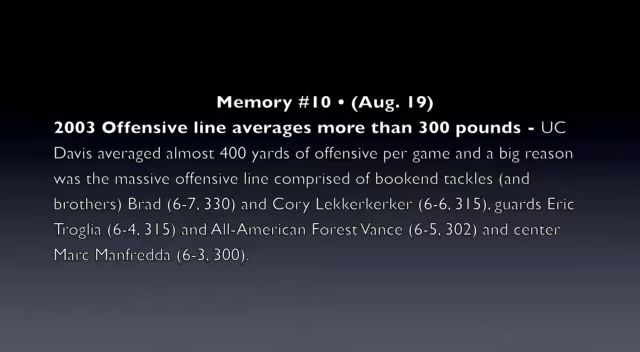 Memory #10 • (Aug. 19)
2003 Offensive line averages more than 300 pounds - UC
Davis averaged almost 400 yards of offensive per game and a big reason
was the massive offensive line comprised of bookend tackles (and
brothers) Brad (6-7, 330) and Cory Lekkerkerker (6-6, 315), guards Eric
Troglia (6-4, 315) and All-American Forest Vance (6-5, 302) and center
Marc Manfredda (6-3, 300).